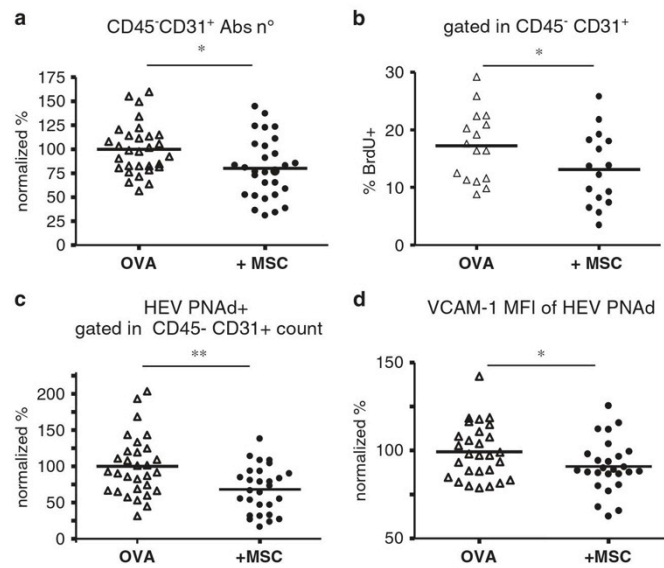 a
CD45-CD31+ Abs n°
*
normalized %
175
150
125
100
75
50
25
0
OVA
+ MSC
b
gated in CD45- CD31+
*
% BrdU+
30
20
10
0
OVA
+ MSC
c
HEV PNAd+
gated in CD45- CD31+ count
**
normalized %
200
150
100
50
0
OVA
+MSC
d
VCAM-1 MFI of HEV PNAd
*
normalized %
150
100
50
OVA
+MSC